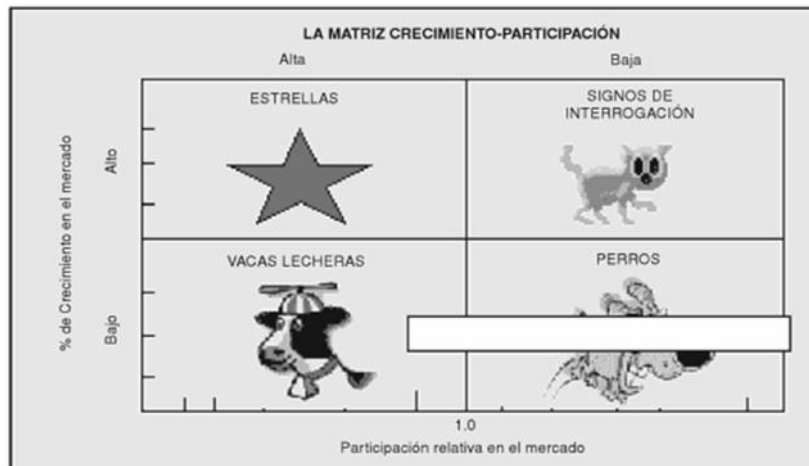 LA MATRIZ CRECIMIENTO-PARTICIPACIÓN
Alta
Baja
ESTRELLAS
SIGNOS DE
INTERROGACIÓN
Alto
% de Crecimiento en el mercado
VACAS LECHERAS
PERROS
Bajo
1.0
Participación relativa en el mercado